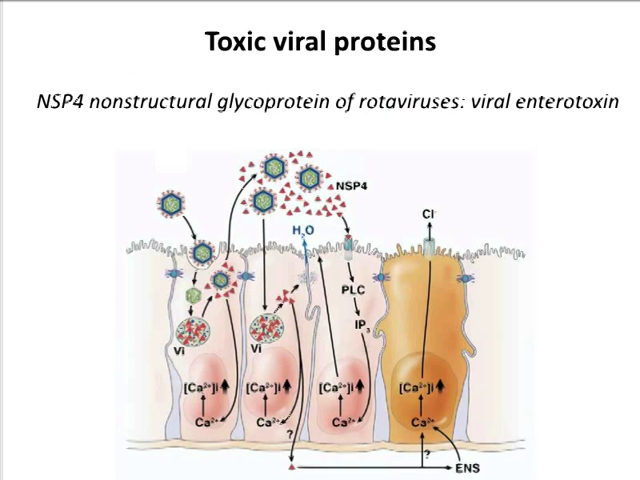 Toxic viral proteins
NSP4 nonstructural glycoprotein of rotaviruses: viral enterotoxin
NSP4
Cl⁻
H₂O
PLC
IP₃
Vi
Vi
[Ca²⁺]i
[Ca²⁺]i
[Ca²⁺]i
[Ca²⁺]i
Ca²⁺
Ca²⁺
Ca²⁺
Ca²⁺
?
?
ENS